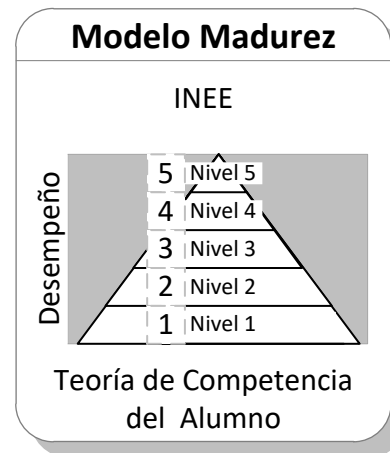 Modelo Madurez
INEE
Desempeño
5 Nivel 5
4 Nivel 4
3 Nivel 3
2 Nivel 2
1 Nivel 1
Teoría de Competencia
del Alumno